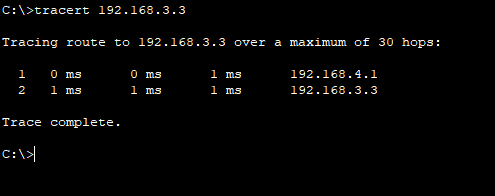 C:\>tracert 192.168.3.3
Tracing route to 192.168.3.3 over a maximum of 30 hops:
1 0 ms 0 ms 1 ms 192.168.4.1
2 1 ms 1 ms 1 ms 192.168.3.3
Trace complete.
C:\>